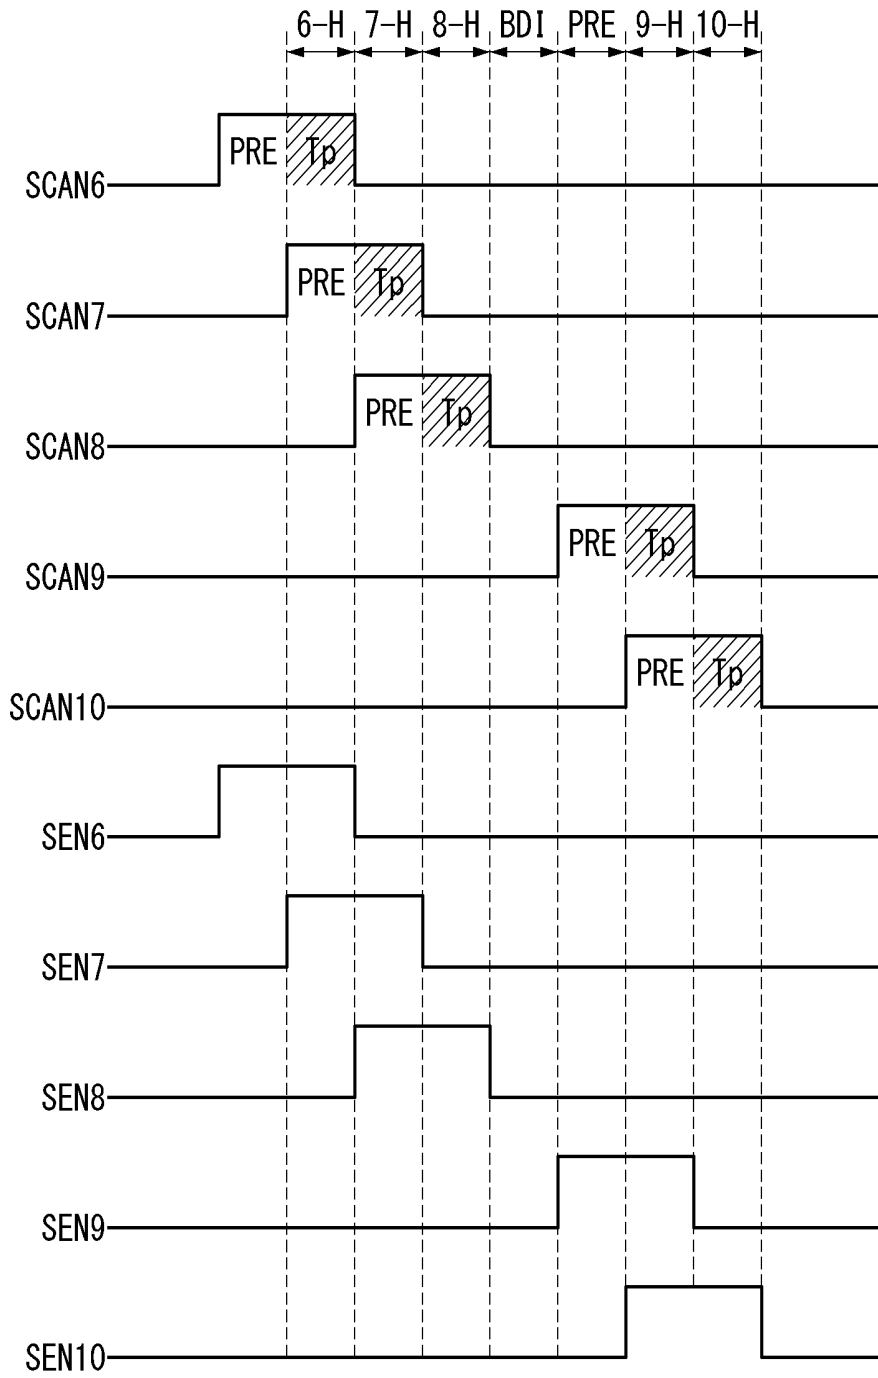 6-H 7-H 8-H BDI PRE 9-H 10-H
PRE Tp
SCAN6
PRE Tp
SCAN7
PRE Tp
SCAN8
PRE Tp
SCAN9
PRE Tp
SCAN10
SEN6
SEN7
SEN8
SEN9
SEN10